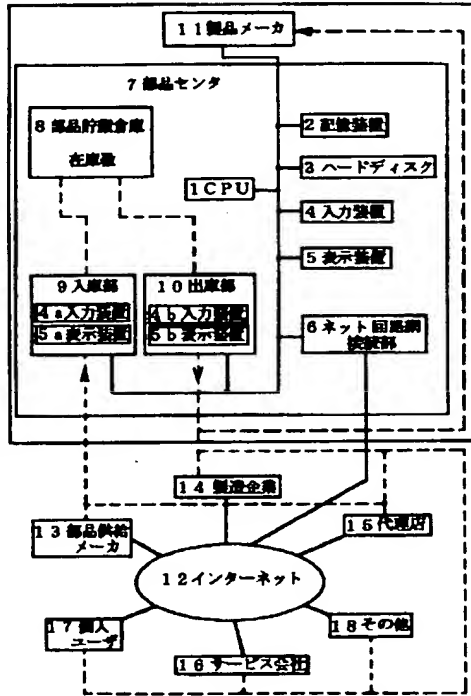 11製品メーカ
7部品センタ
8部品貯蔵倉庫
在庫数
2記憶装置
3ハードディスク
1CPU
4入力装置
5表示装置
9入庫部
4a入力装置
5a表示装置
10出庫部
4b入力装置
5b表示装置
6ネット回路網
接続部
14製造企業
13部品供給
メーカ
15代理店
12インターネット
17個人
ユーザ
18その他
16サービス会社